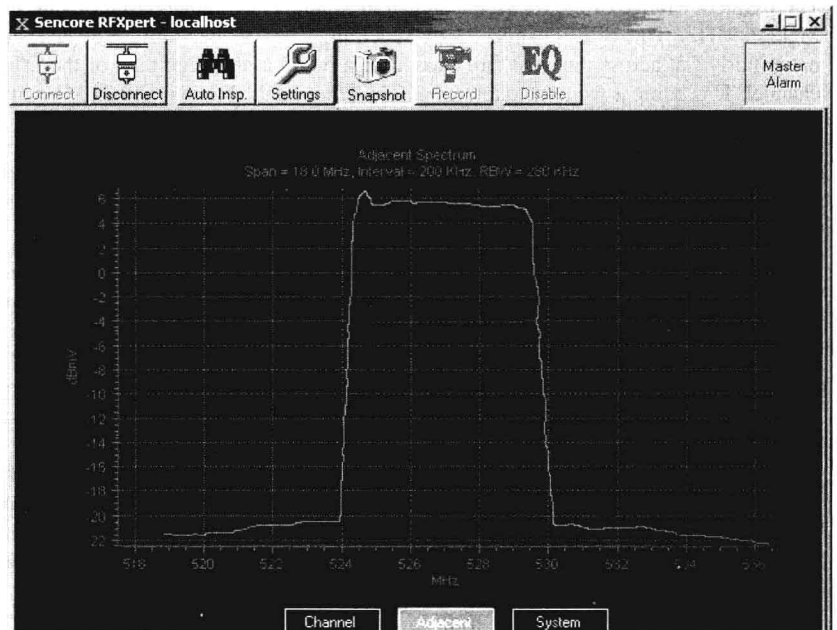 X Sencore RFXpert - localhost
Connect Disconnect Auto Insp. Settings Snapshot Record EQ Disable Master Alarm
Adjacent Spectrum
Span = 18.0 MHz, Interval = 200 KHz, RBW = 280 KHz
6
4
2
0
-2
-4
-6
-8
-10
-12
-14
-15
-18
-20
-22
dBmV
518 520 522 524 526 528 530 532 534 536
MHz
Channel Adjacent System